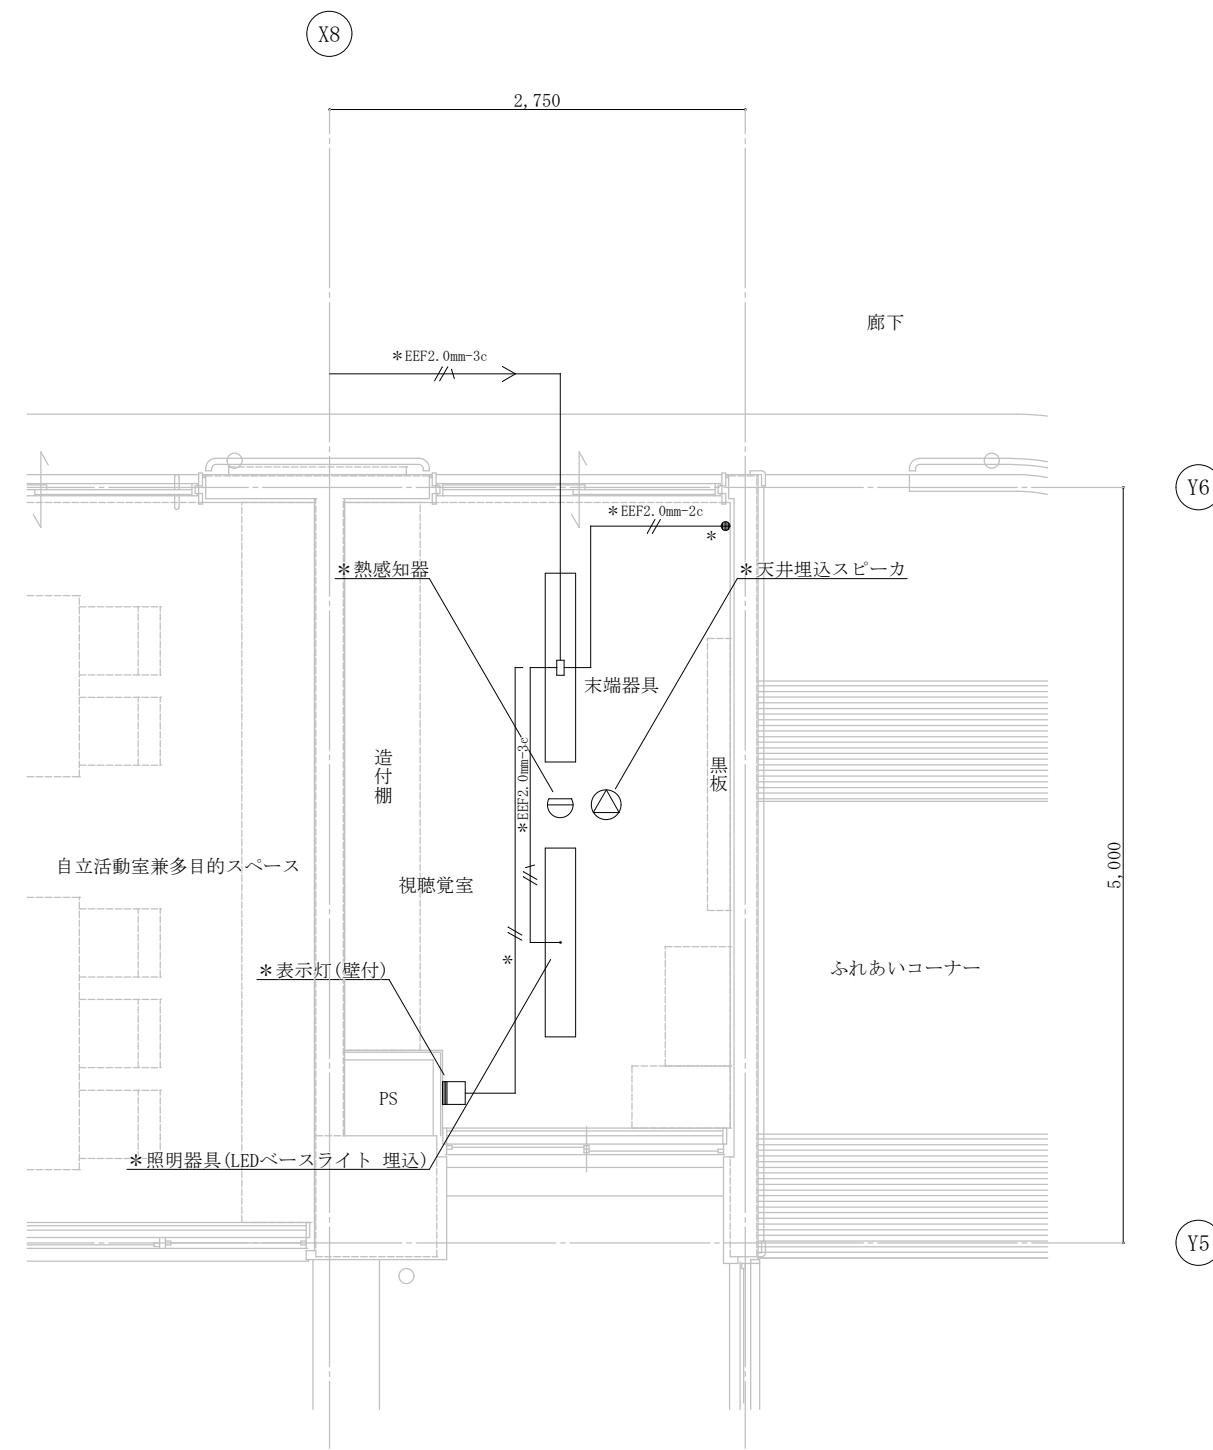 X8
2,750
廊下
*EEF2.0mm-3c
Y6
*EEF2.0mm-2c
*
*熱感知器
*天井埋込スピーカ
末端器具
造付棚
*EEF2.0mm-3c
黒板
自立活動室兼多目的スペース
視聴覚室
5,000
*
*表示灯(壁付)
ふれあいコーナー
PS
*照明器具(LEDベースライト 埋込)
Y5